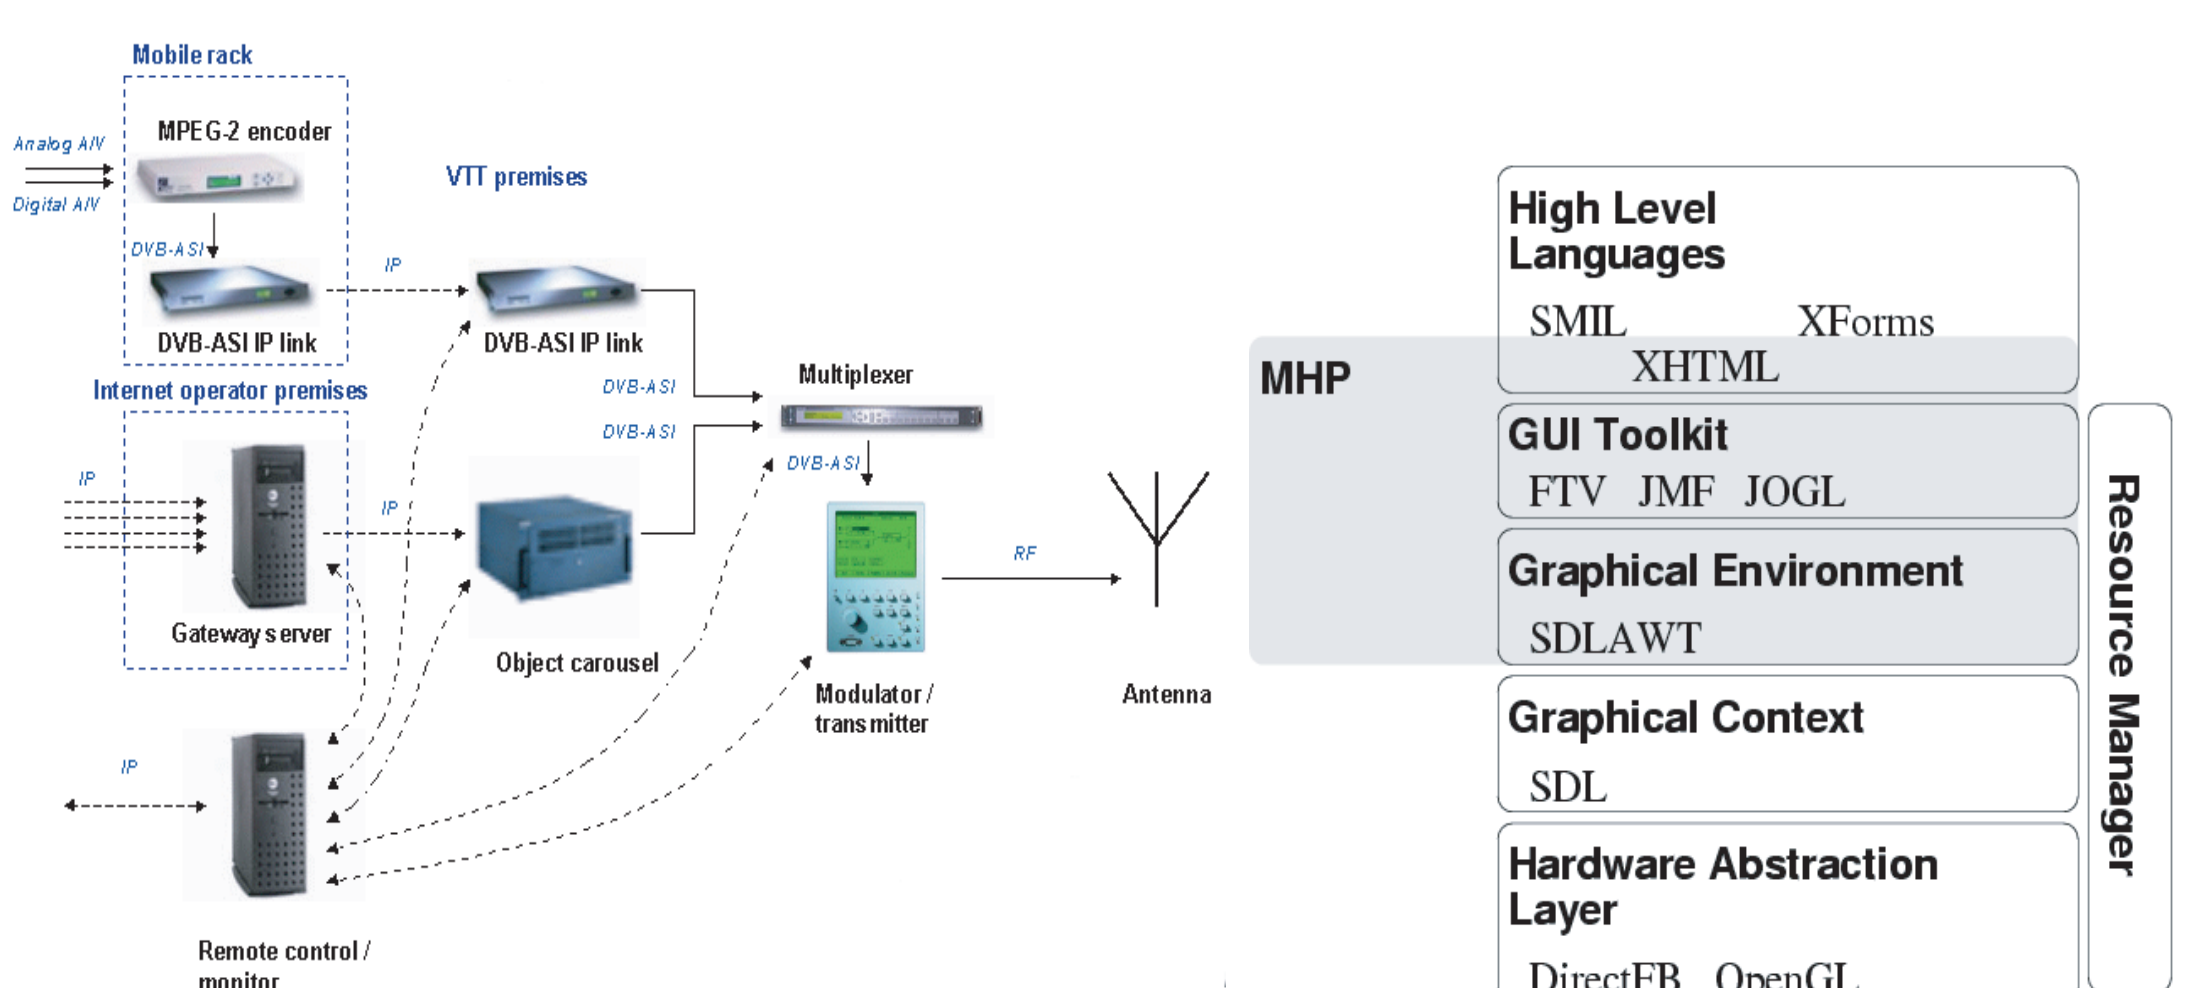 Mobile rack
MPEG-2 encoder
Analog A/V
Digital A/V
DVB-ASI
DVB-ASI IP link
IP
VTT premises
DVB-ASI IP link
Internet operator premises
IP
Gateway server
IP
Object carousel
DVB-ASI
DVB-ASI
Multiplexer
DVB-ASI
Modulator /
transmitter
RF
Antenna
IP
Remote control /
monitor
High Level
Languages
SMIL XForms
XHTML
MHP
GUI Toolkit
FTV JMF JOGL
Graphical Environment
SDLAWT
Graphical Context
SDL
Hardware Abstraction
Layer
DirectFB OpenGL
Resource Manager